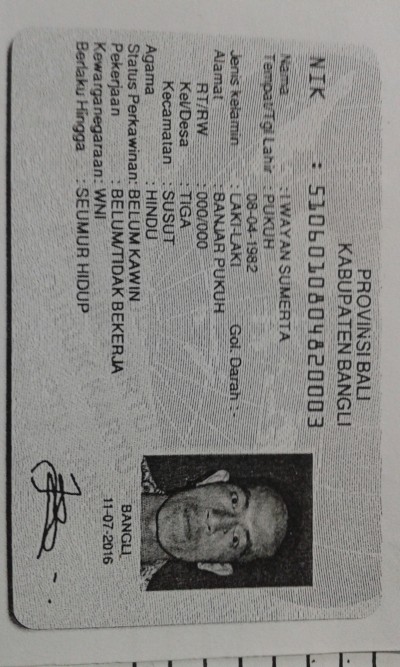 PROVINSI BALI
KABUPATEN BANGLI
NIK : 5106010804820003
Nama : I WAYAN SUMERTA
Tempat/Tgl Lahir : PUKUH
08-04-1982
Jenis kelamin : LAKI-LAKI Gol. Darah : -
Alamat : BANJAR PUKUH
RT/RW : 000/000
Kel/Desa : TIGA
Kecamatan : SUSUT
Agama : HINDU
Status Perkawinan: BELUM KAWIN
Pekerjaan : BELUM/TIDAK BEKERJA
Kewarganegaraan: WNI
Berlaku Hingga : SEUMUR HIDUP
BANGLI,
11-07-2016